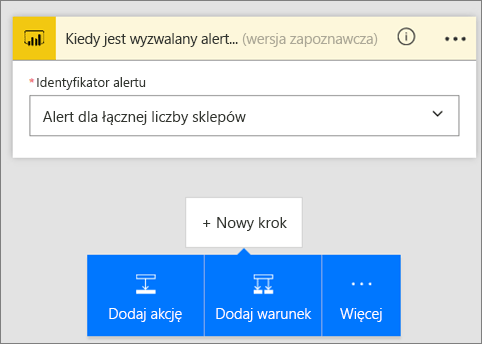 Kiedy jest wyzwalany alert... (wersja zapoznawcza)
*Identyfikator alertu
Alert dla łącznej liczby sklepów
+ Nowy krok
Dodaj akcję
Dodaj warunek
Więcej